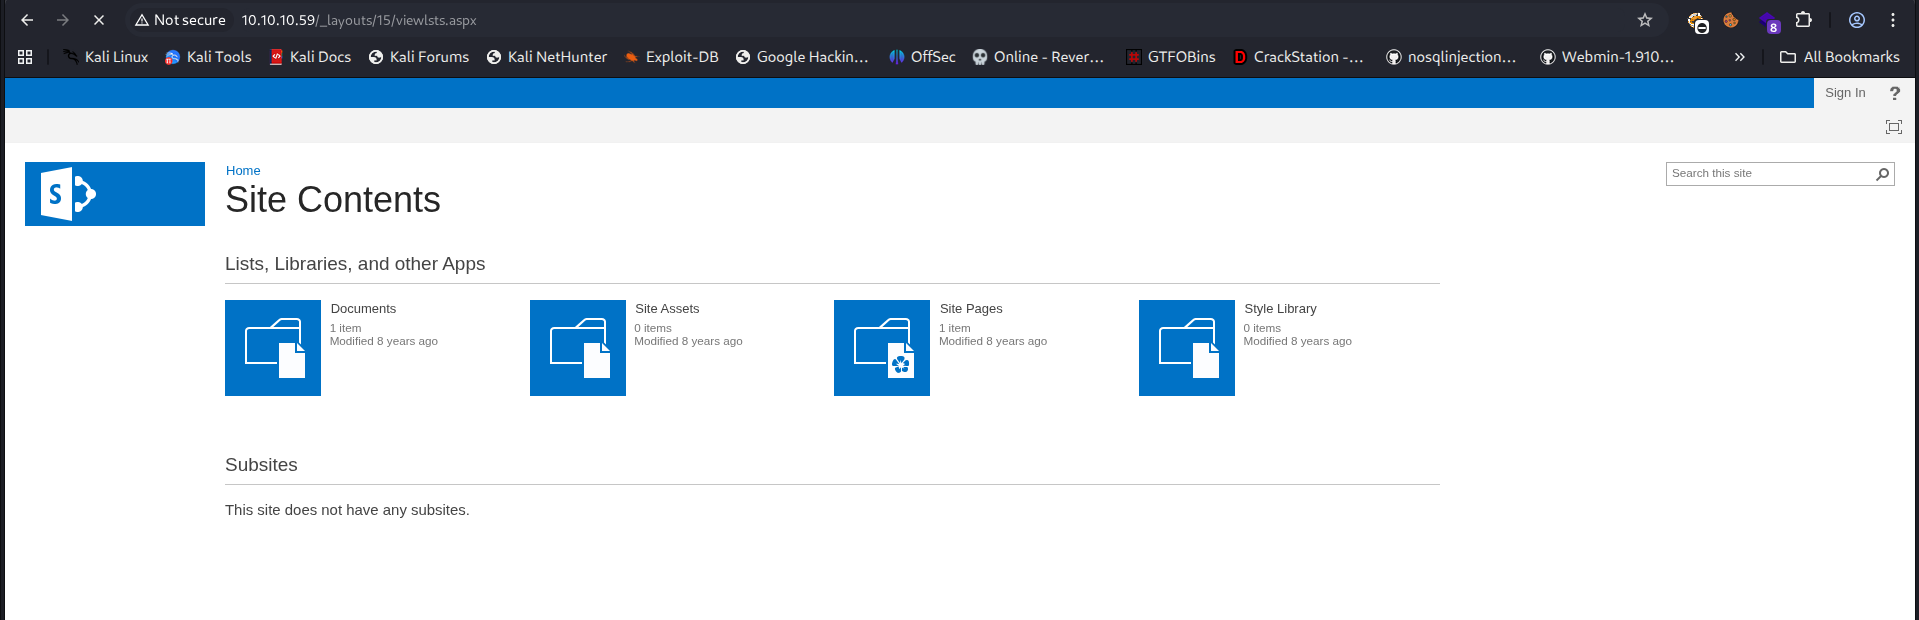 Not secure 10.10.10.59/_layouts/15/viewlsts.aspx
8
Kali Linux Kali Tools Kali Docs Kali Forums Kali NetHunter Exploit-DB Google Hackin... OffSec Online - Rever... GTFOBins CrackStation -... nosqlinjection... Webmin-1.910... » All Bookmarks
Sign In ?
S
Home
Site Contents
Search this site
Lists, Libraries, and other Apps
Documents
1 item
Modified 8 years ago
Site Assets
0 items
Modified 8 years ago
Site Pages
1 item
Modified 8 years ago
Style Library
0 items
Modified 8 years ago
Subsites
This site does not have any subsites.